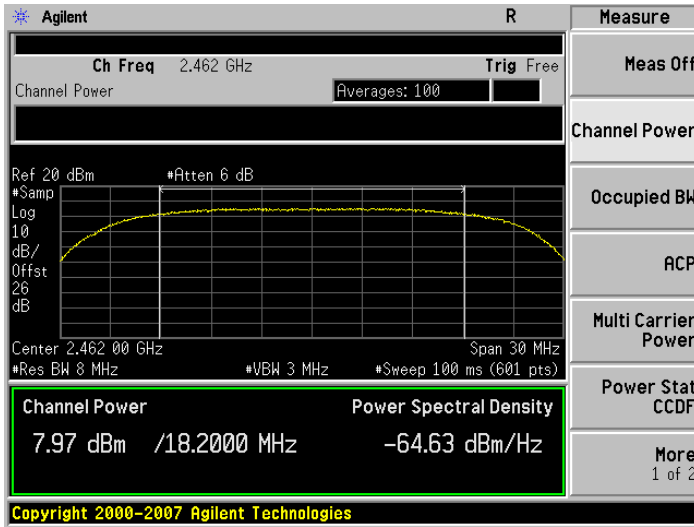 Agilent R Measure
Ch Freq 2.462 GHz Trig Free
Channel Power Averages: 100
Meas Off
Channel Power
Occupied BW
ACP
Multi Carrier
Power
Power Stat
CCDF
More
1 of 2
Ref 20 dBm #Atten 6 dB
#Samp
Log
10
dB/
Offst
26
dB
Center 2.462 00 GHz Span 30 MHz
#Res BW 8 MHz #VBW 3 MHz #Sweep 100 ms (601 pts)
Channel Power Power Spectral Density
7.97 dBm /18.2000 MHz -64.63 dBm/Hz
Copyright 2000-2007 Agilent Technologies